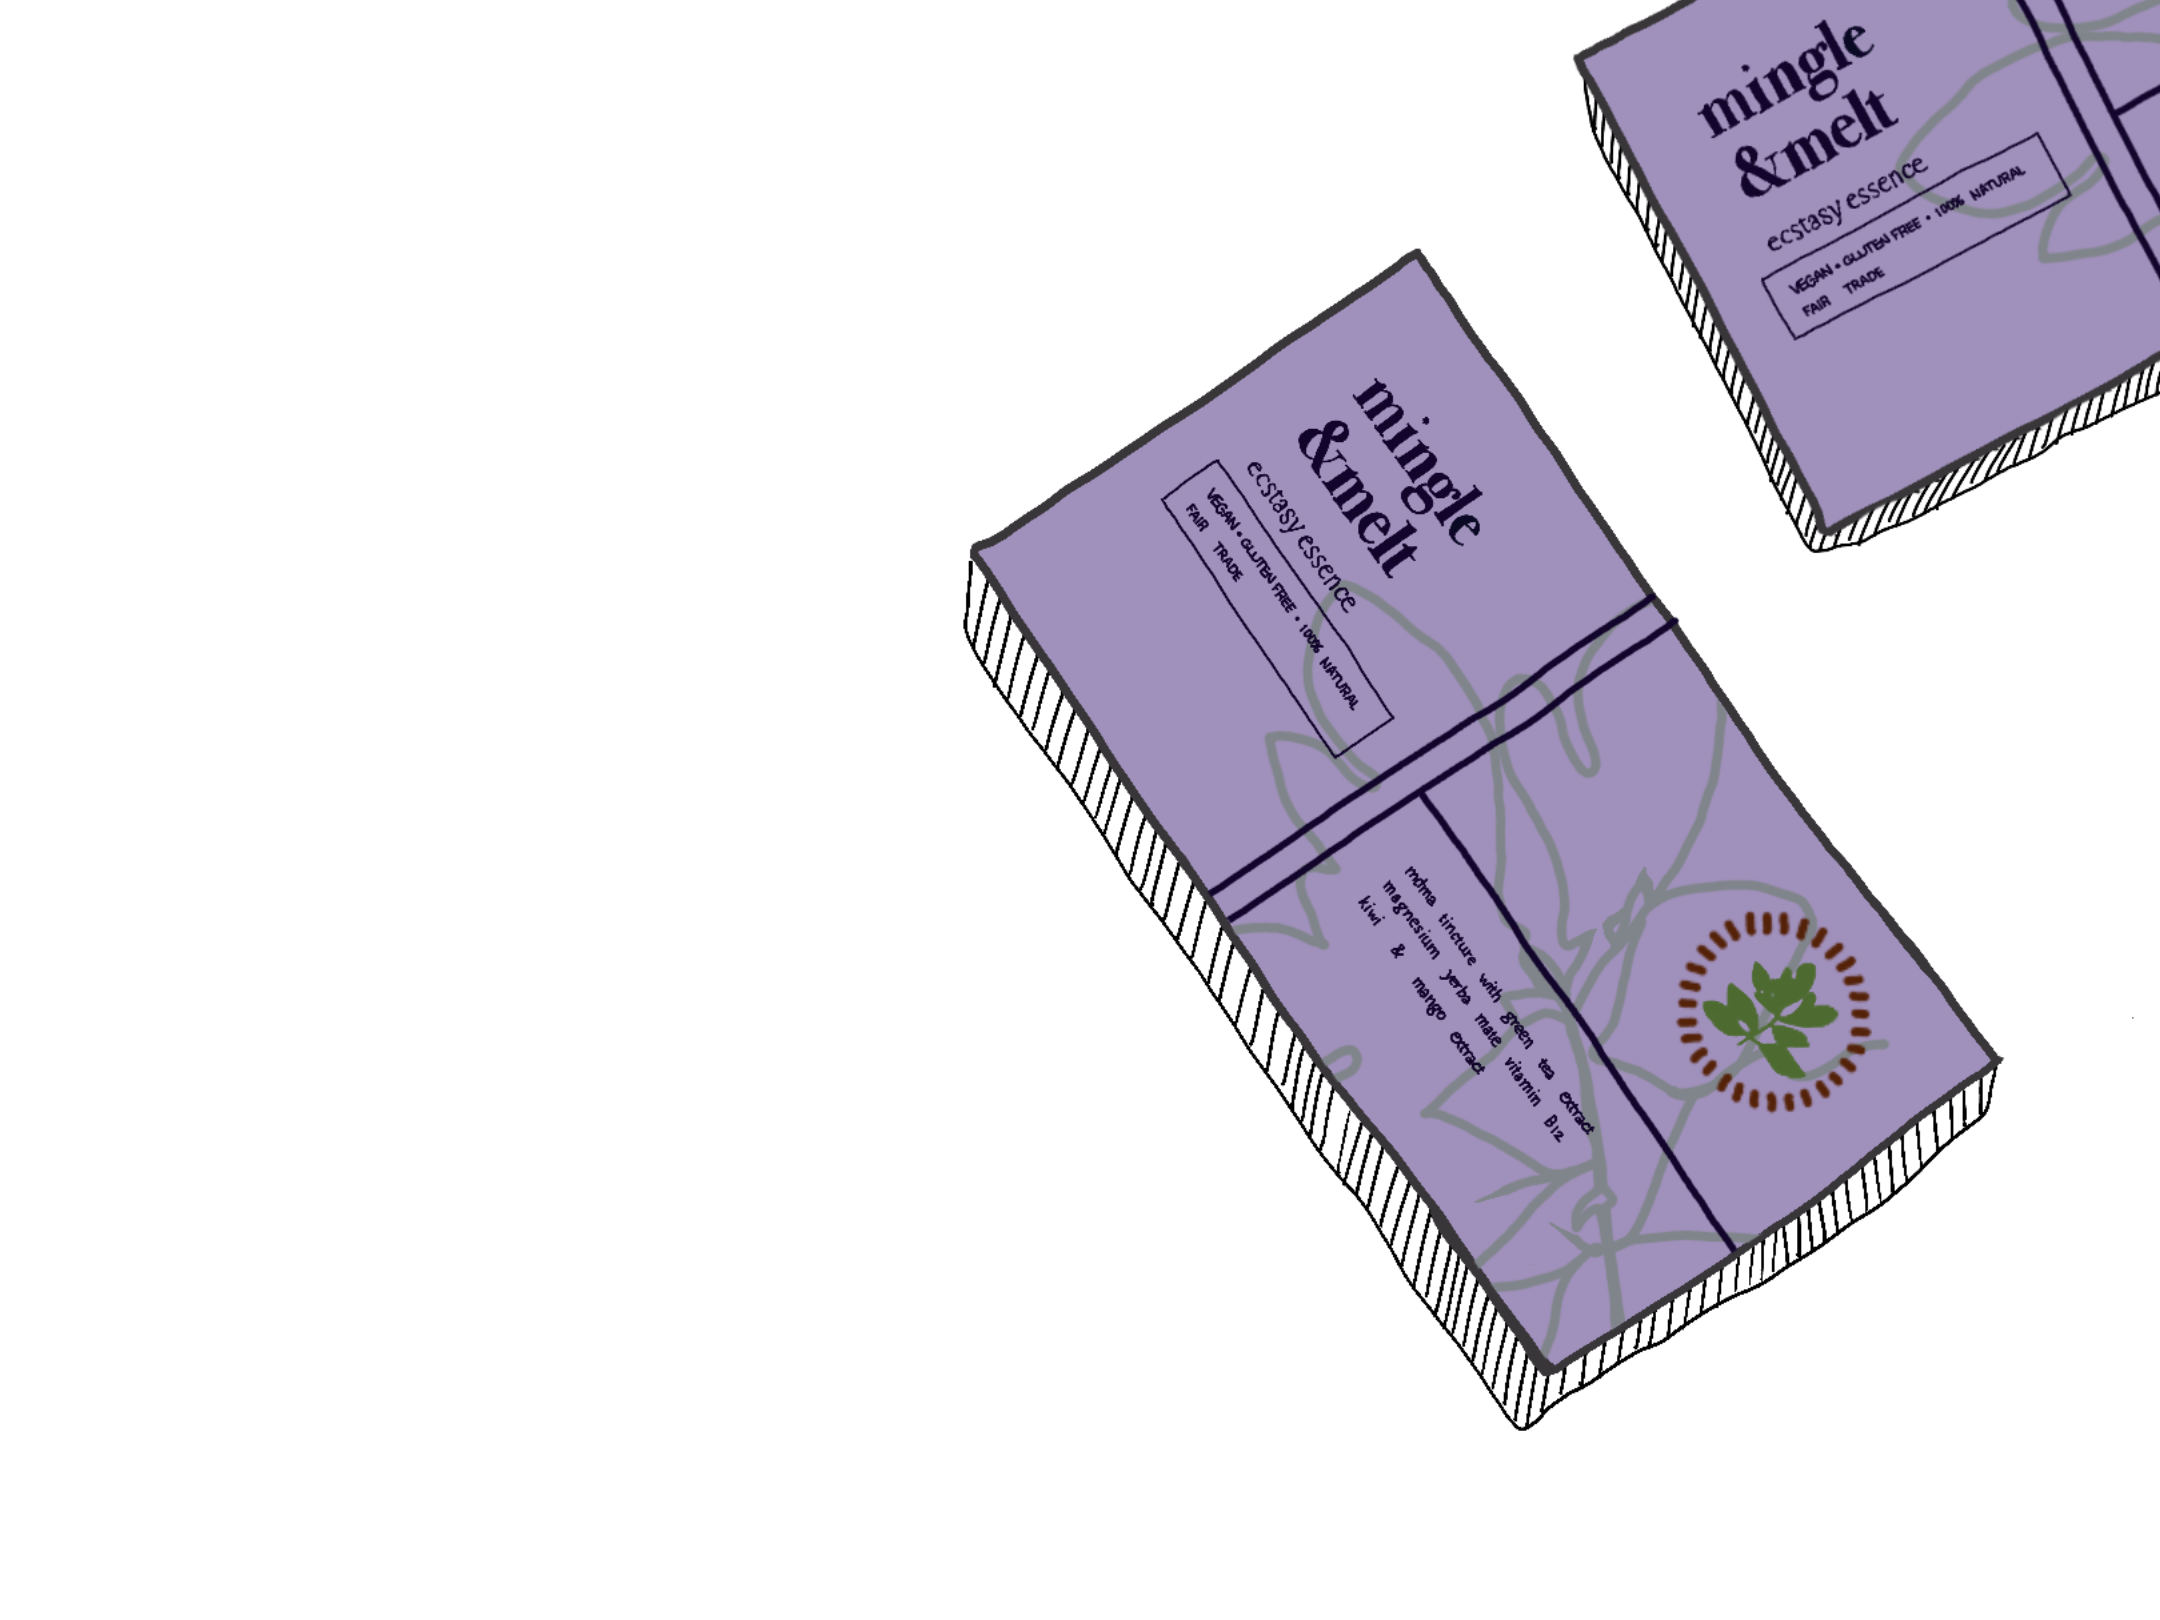 mingle
&melt
ecstasy essence
VEGAN • GLUTEN FREE • 100% NATURAL
FAIR TRADE
mingle
&melt
ecstasy essence
VEGAN • GLUTEN FREE • 100% NATURAL
FAIR TRADE
mdma tincture with green tea extract
magnesium yerba mate vitamin B12
kiwi & mango extract